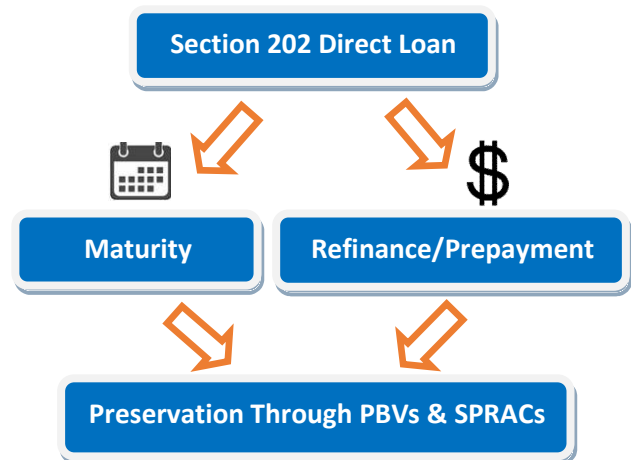 Section 202 Direct Loan
$
Maturity
Refinance/Prepayment
Preservation Through PBVs & SPRACs